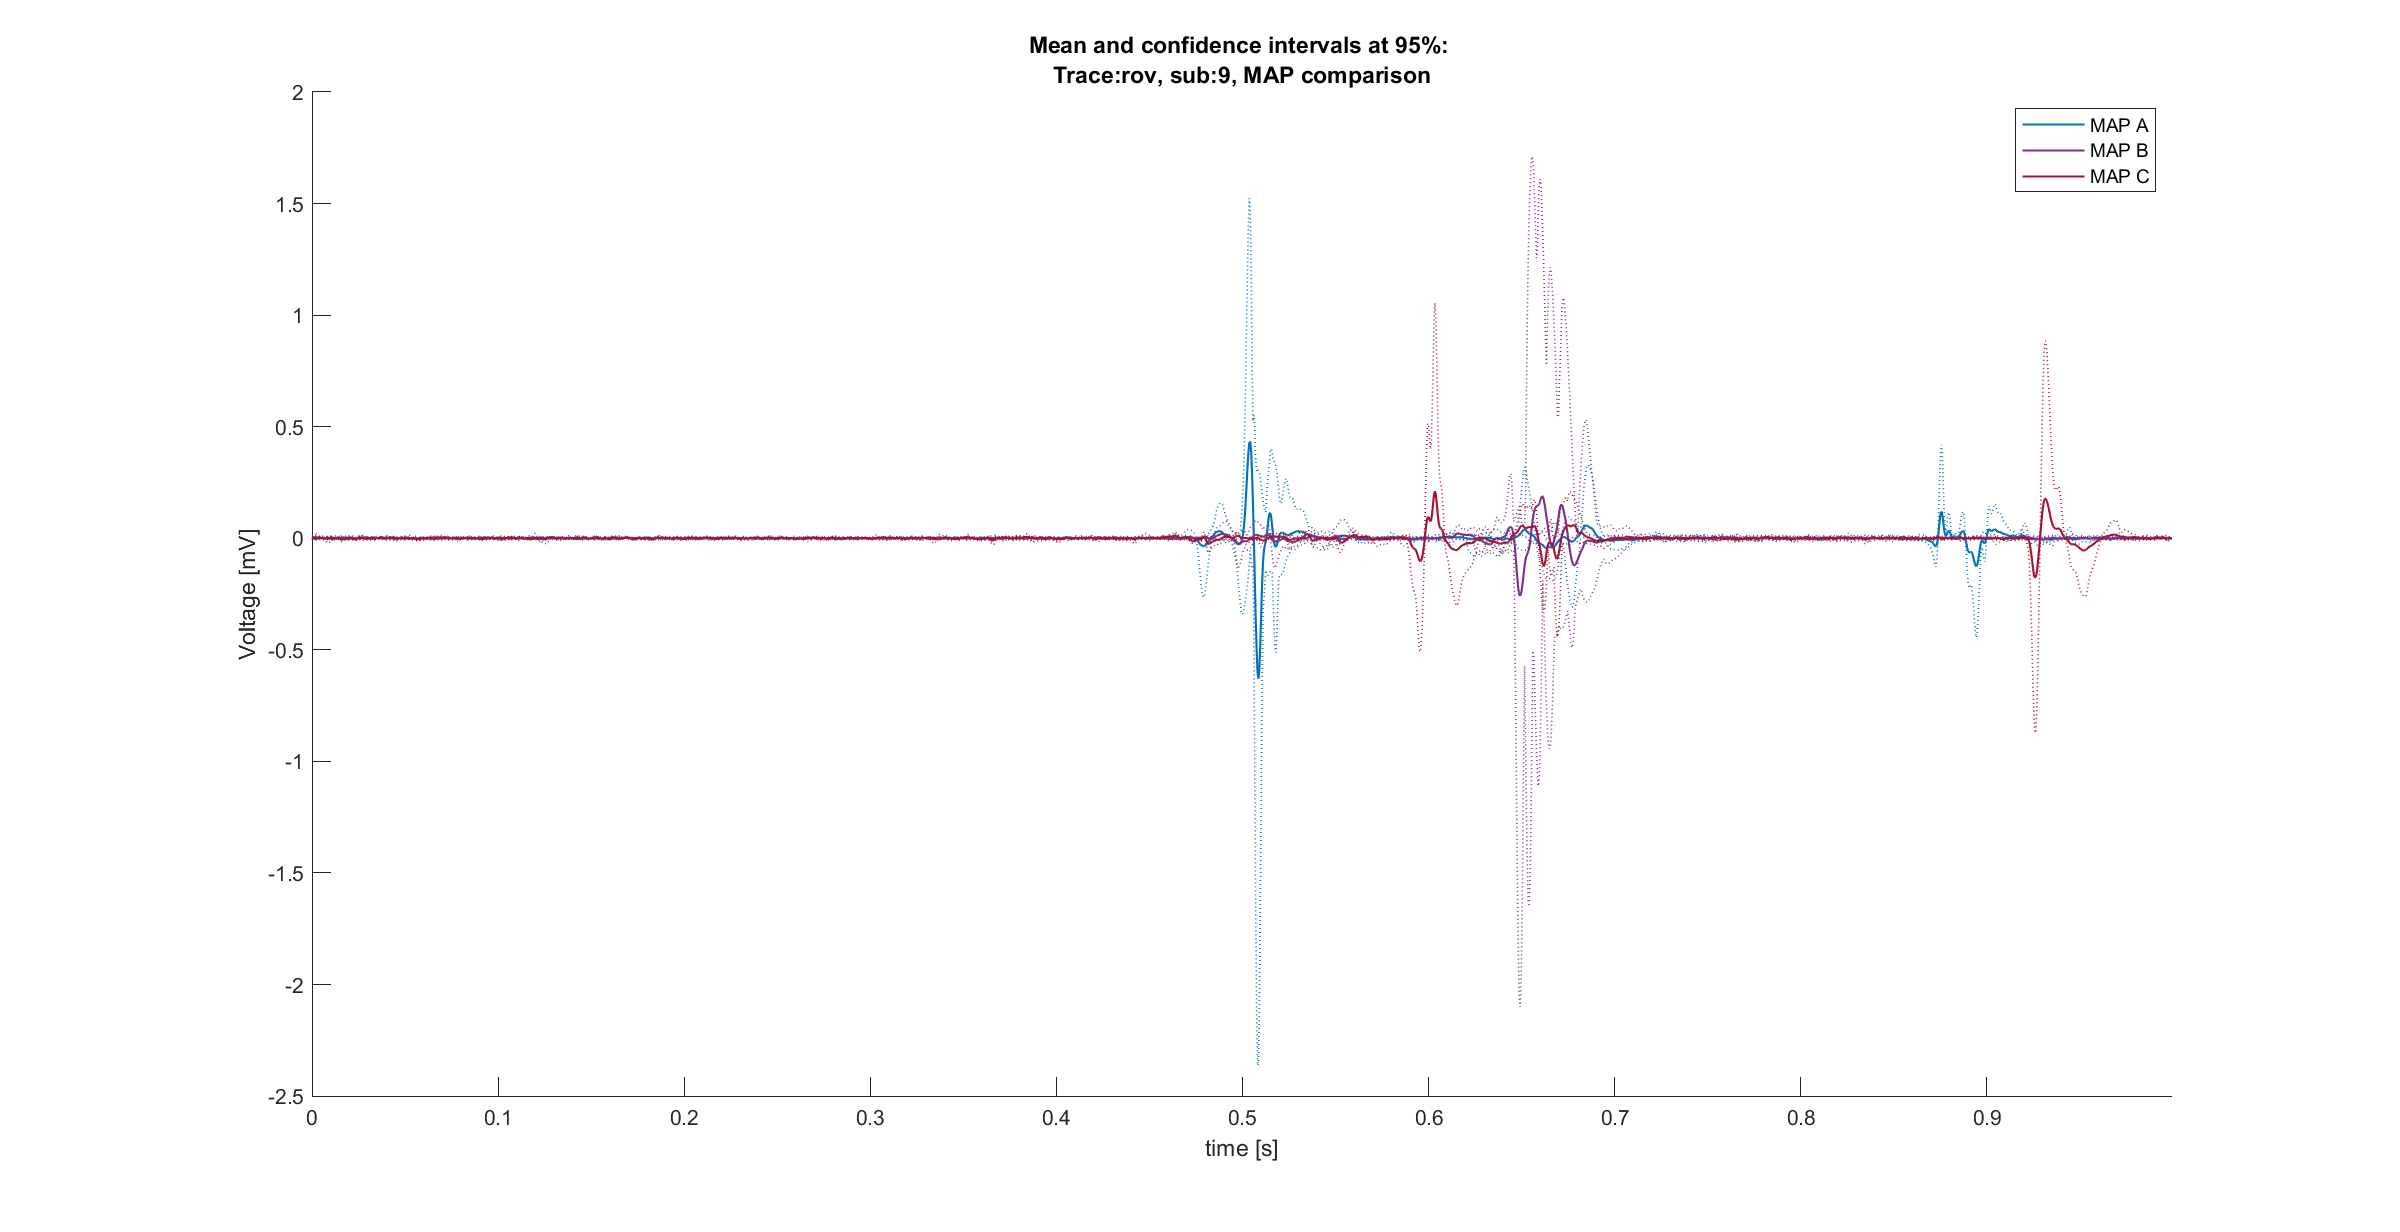 Mean and confidence intervals at 95%:
Trace:rov, sub:9, MAP comparison
MAP A
MAP B
MAP C
Voltage [mV]
2
1.5
1
0.5
0
-0.5
-1
-1.5
-2
-2.5
0
0.1
0.2
0.3
0.4
0.5
0.6
0.7
0.8
0.9
time [s]